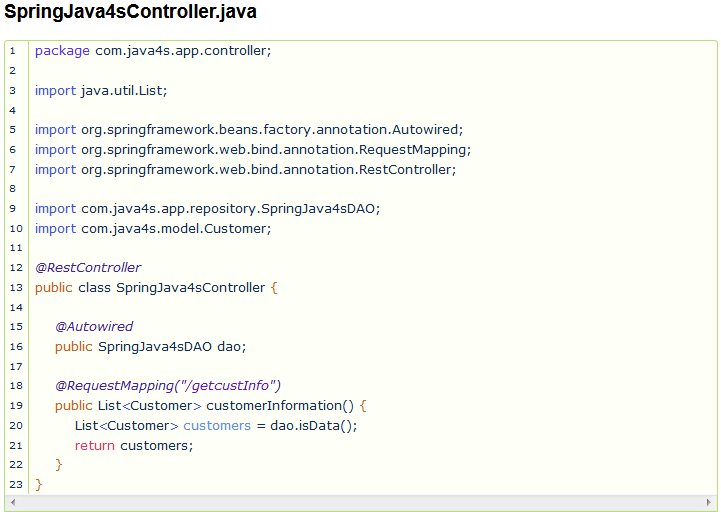 SpringJava4sController.java
1 package com.java4s.app.controller;
2
3 import java.util.List;
4
5 import org.springframework.beans.factory.annotation.Autowired;
6 import org.springframework.web.bind.annotation.RequestMapping;
7 import org.springframework.web.bind.annotation.RestController;
8
9 import com.java4s.app.repository.SpringJava4sDAO;
10 import com.java4s.model.Customer;
11
12 @RestController
13 public class SpringJava4sController {
14
15 @Autowired
16 public SpringJava4sDAO dao;
17
18 @RequestMapping("/getcustInfo")
19 public List<Customer> customerInformation() {
20 List<Customer> customers = dao.isData();
21 return customers;
22 }
23 }